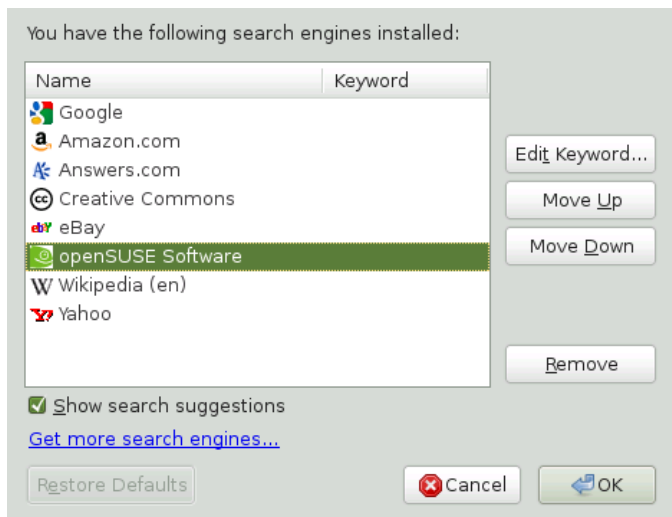 You have the following search engines installed:
Name Keyword
Google
Amazon.com
Answers.com
Creative Commons
eBay
openSUSE Software
Wikipedia (en)
Yahoo
Edit Keyword...
Move Up
Move Down
Remove
Show search suggestions
Get more search engines...
Restore Defaults Cancel OK